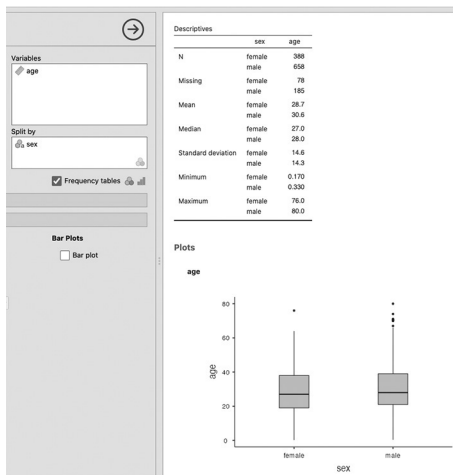 Variables
age
Split by
sex
Frequency tables
Bar Plots
Bar plot
Descriptives
sex age
N female 388
male 658
Missing female 78
male 185
Mean female 28.7
male 30.6
Median female 27.0
male 28.0
Standard deviation female 14.6
male 14.3
Minimum female 0.170
male 0.330
Maximum female 76.0
male 80.0
Plots
age
80
60
40
20
0
age
female male
sex